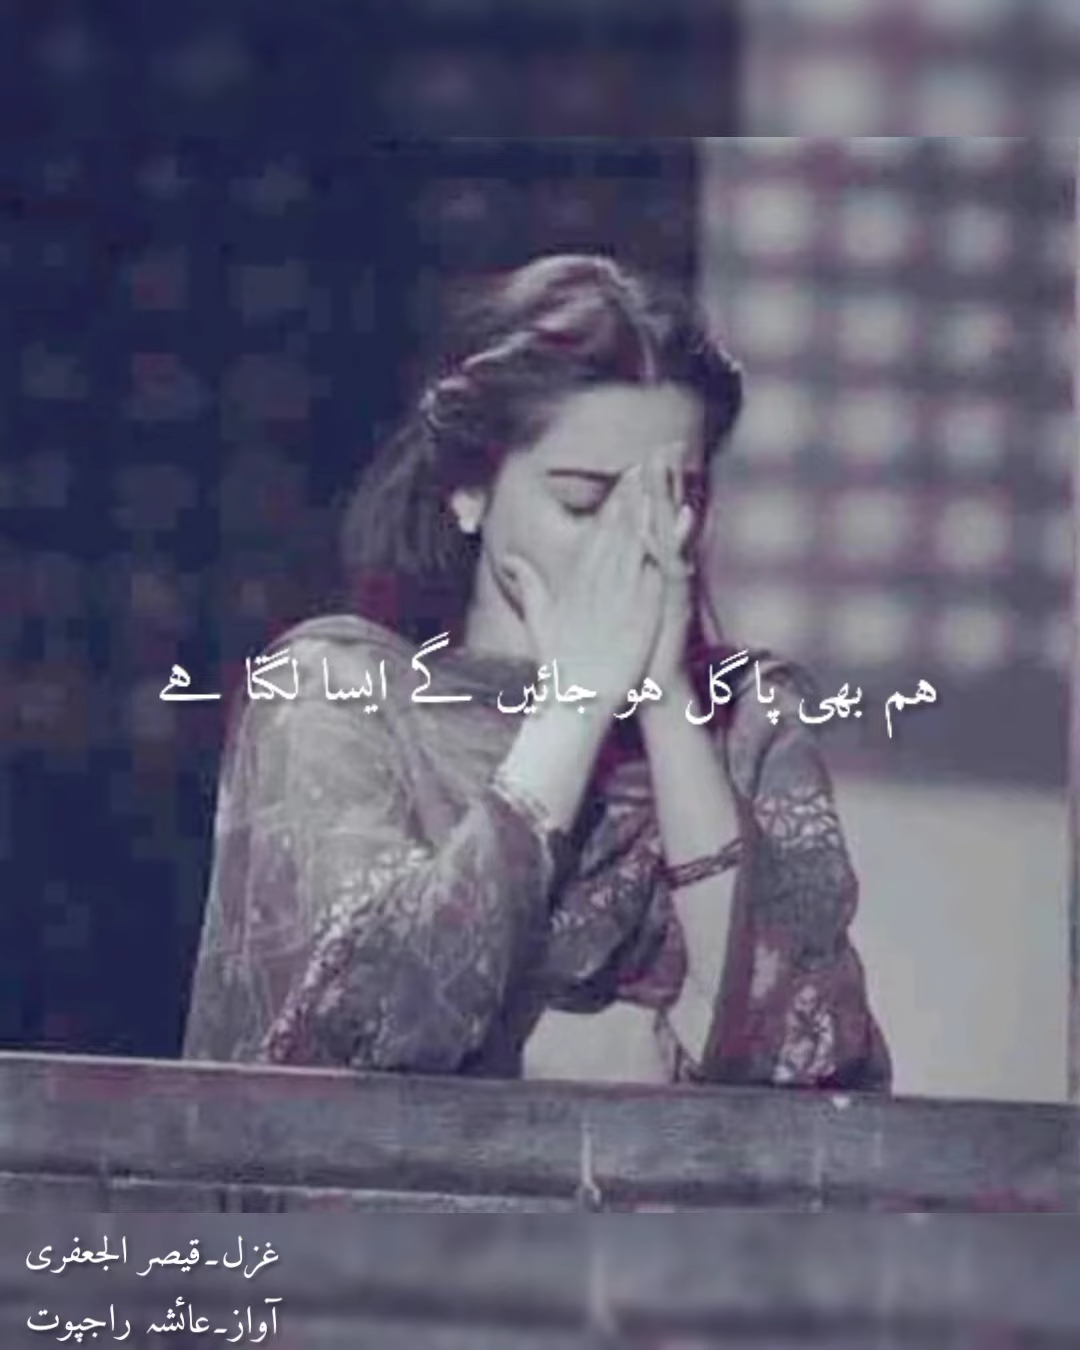 ہم بھی پاگل ہو جائیں گے ایسا لگتا ہے
غزل۔قیصر الجعفری
آواز۔عائشہ راجپوت